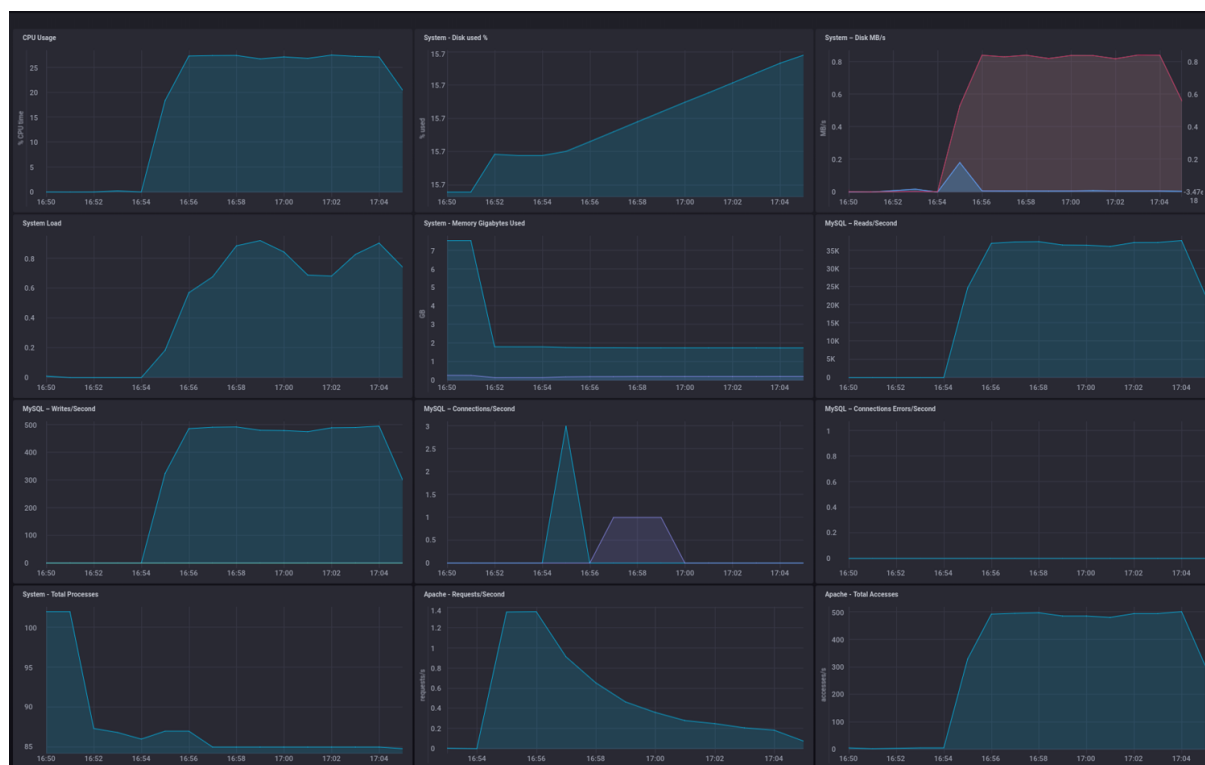 CPU Usage
% CPU time
25
20
15
10
5
0
16:50 16:52 16:54 16:56 16:58 17:00 17:02 17:04
System - Disk used %
% used
15.7
15.7
15.7
15.7
15.7
16:50 16:52 16:54 16:56 16:58 17:00 17:02 17:04
System – Disk MB/s
MB/s
0.8
0.6
0.4
0.2
0
0.8
0.6
0.4
0.2
-3.47e
-18
16:50 16:52 16:54 16:56 16:58 17:00 17:02 17:04
System Load
0.8
0.6
0.4
0.2
0
16:50 16:52 16:54 16:56 16:58 17:00 17:02 17:04
System - Memory Gigabytes Used
GB
7
6
5
4
3
2
1
0
16:50 16:52 16:54 16:56 16:58 17:00 17:02 17:04
MySQL – Reads/Second
35K
30K
25K
20K
15K
10K
5K
0
16:50 16:52 16:54 16:56 16:58 17:00 17:02 17:04
MySQL – Writes/Second
500
400
300
200
100
0
16:50 16:52 16:54 16:56 16:58 17:00 17:02 17:04
MySQL – Connections/Second
3
2.5
2
1.5
1
0.5
0
16:50 16:52 16:54 16:56 16:58 17:00 17:02 17:04
MySQL – Connections Errors/Second
1
0.8
0.6
0.4
0.2
0
16:50 16:52 16:54 16:56 16:58 17:00 17:02 17:04
System - Total Processes
100
95
90
85
16:50 16:52 16:54 16:56 16:58 17:00 17:02 17:04
Apache - Requests/Second
requests/s
1.4
1.2
1
0.8
0.6
0.4
0.2
0
16:54 16:56 16:58 17:00 17:02 17:04
Apache - Total Accesses
accesses/s
500
400
300
200
100
0
16:50 16:52 16:54 16:56 16:58 17:00 17:02 17:04